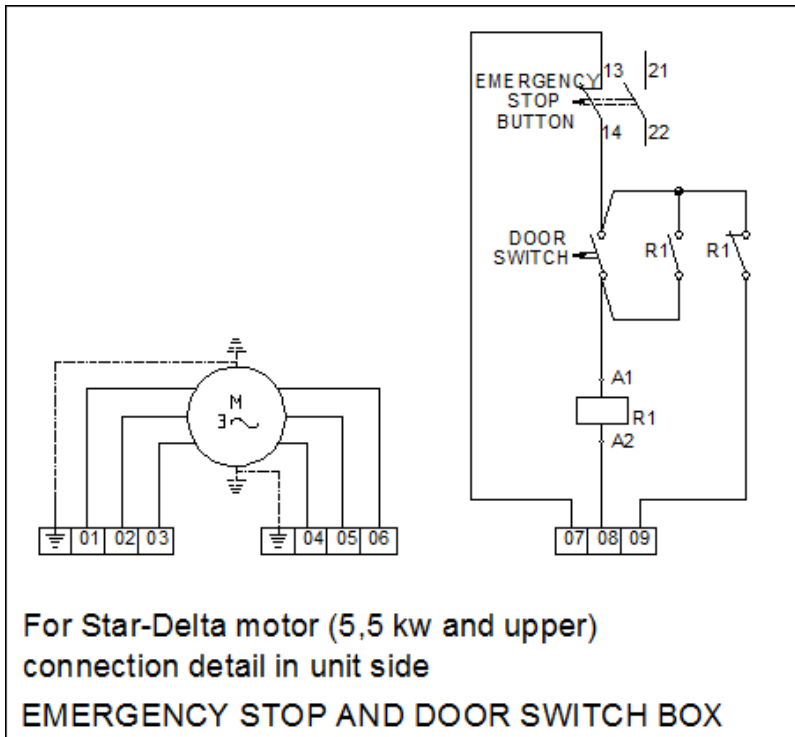 13
21
EMERGENCY
STOP
BUTTON
14
22
DOOR
SWITCH
R1
R1
A1
R1
A2
M
3
01 02 03
04 05 06
07 08 09
For Star-Delta motor (5,5 kw and upper)
connection detail in unit side
EMERGENCY STOP AND DOOR SWITCH BOX